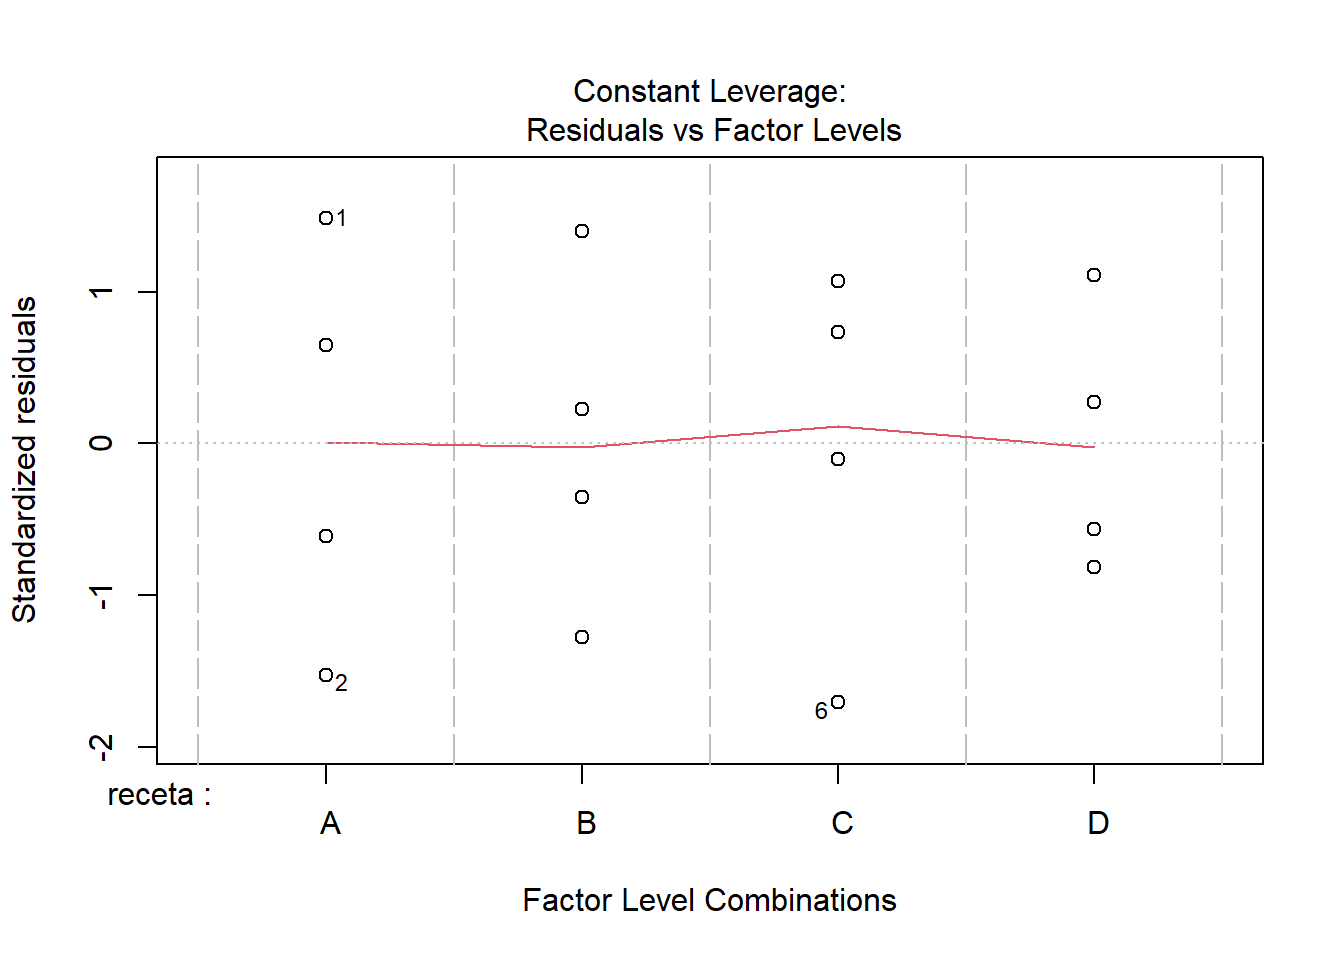 Constant Leverage:
Residuals vs Factor Levels
Standardized residuals
1
0
-1
-2
1
2
6
receta :
A B C D
Factor Level Combinations